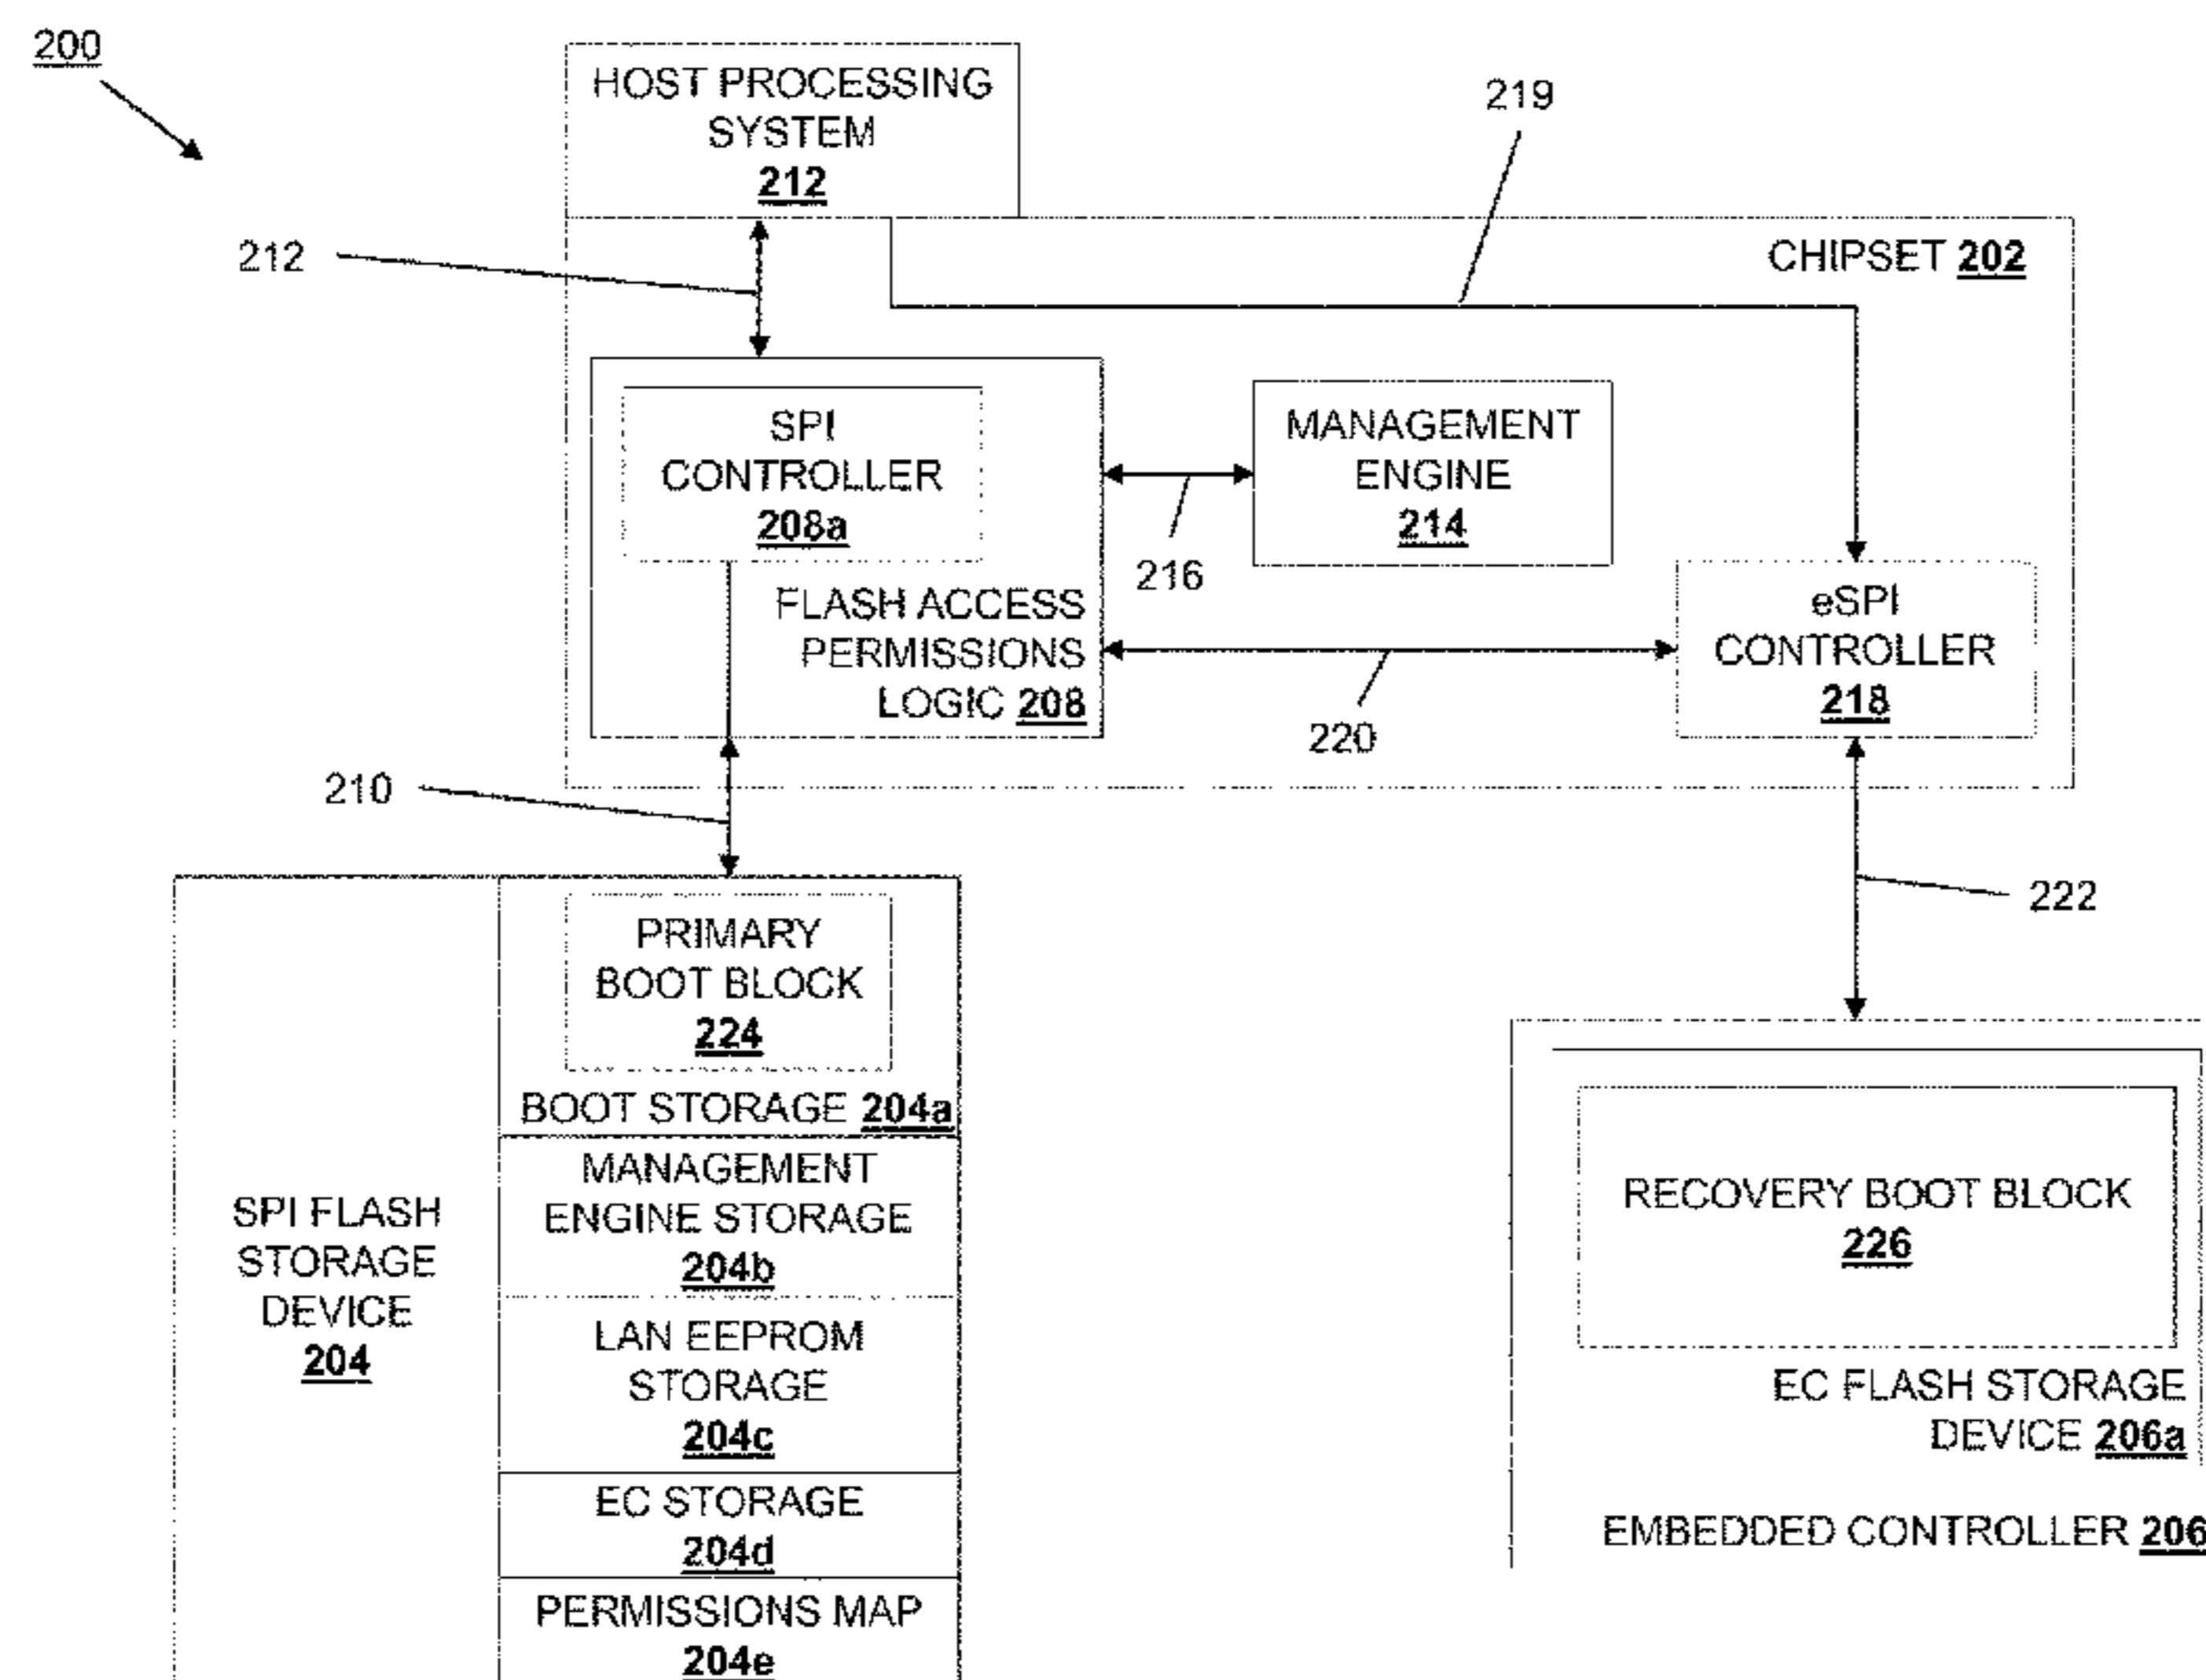 200
HOST PROCESSING
SYSTEM
212
219
212
CHIPSET 202
SPI
CONTROLLER
208a
MANAGEMENT
ENGINE
214
216
FLASH ACCESS
PERMISSIONS
LOGIC 208
eSPI
CONTROLLER
218
220
210
222
PRIMARY
BOOT BLOCK
224
BOOT STORAGE 204a
MANAGEMENT
ENGINE STORAGE
204b
SPI FLASH
STORAGE
DEVICE
204
LAN EEPROM
STORAGE
204c
EC STORAGE
204d
PERMISSIONS MAP
204e
RECOVERY BOOT BLOCK
226
EC FLASH STORAGE
DEVICE 206a
EMBEDDED CONTROLLER 206